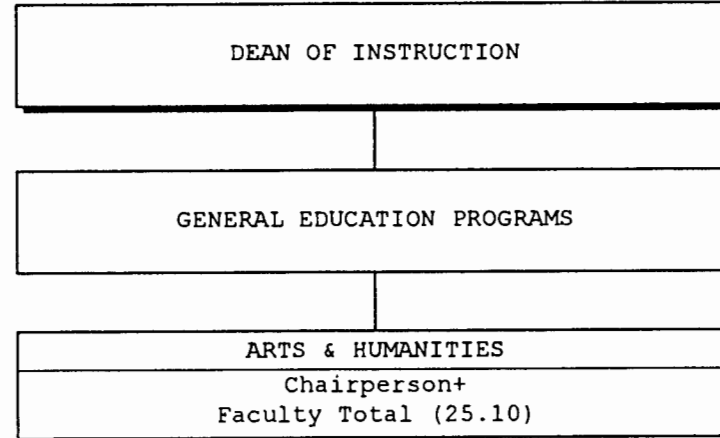 DEAN OF INSTRUCTION
GENERAL EDUCATION PROGRAMS
ARTS & HUMANITIES
Chairperson+
Faculty Total (25.10)